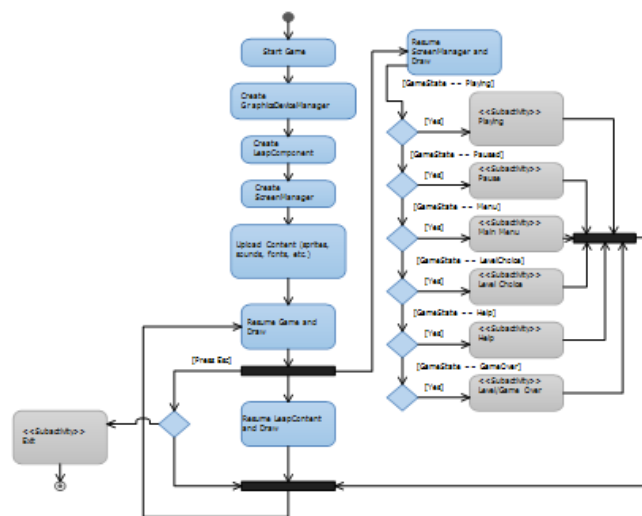 Start Game
Create
GraphicsDeviceManager
Create
LeapComponent
Create
ScreenManager
Upload Content (sprites,
sounds, fonts, etc.)
Resume Game and
Draw
[Press Esc]
Resume LeapContent
and Draw
<<Subactivity>>
Exit
Resume
ScreenManager and
Draw
[GameState -- Playing]
[Yes]
<<Subactivity>>
Playing
[GameState -- Paused]
[Yes]
<<Subactivity>>
Pause
[GameState -- Menu]
[Yes]
<<Subactivity>>
Main Menu
[GameState -- LevelChoice]
[Yes]
<<Subactivity>>
Level Choice
[GameState -- Help]
[Yes]
<<Subactivity>>
Help
[GameState -- GameOver]
[Yes]
<<Subactivity>>
Level/Game Over